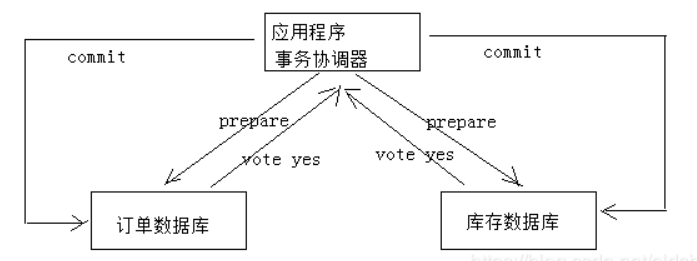 应用程序
事务协调器
commit
commit
prepare
prepare
vote yes
vote yes
订单数据库
库存数据库